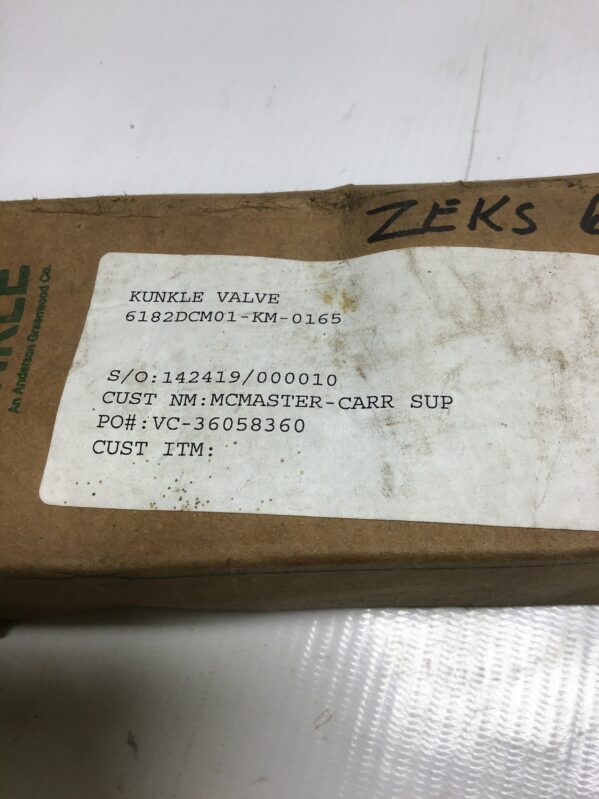 ZEKS
KUNKLE VALVE
6182DCM01-KM-0165
S/O:142419/000010
CUST NM:MCMASTER-CARR SUP
PO#:VC-36058360
CUST ITM:
An Anderson Greenwood Co.